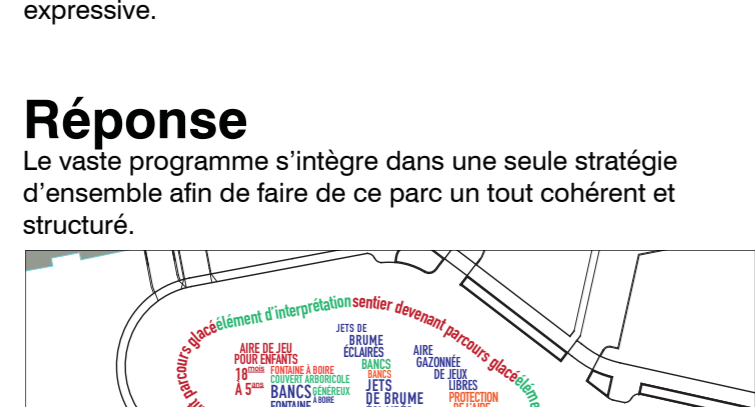 expressive.
Réponse
Le vaste programme s’intègre dans une seule stratégie
d’ensemble afin de faire de ce parc un tout cohérent et
structuré.
parcours glacé élément d’interprétation sentier devenant parcours glacé
AIRE DE JEU
POUR ENFANTS
18 mois
À 5 ans
FONTAINE À BOIRE
COUVERT ARBORICOLE
BANCS GÉNÉREUX
FONTAINE À BOIRE
JETS DE
BRUME
ÉCLAIRÉS
BANCS
BANCS
JETS
DE BRUME
AIRE
GAZONNÉE
DE JEUX
LIBRES
PROTECTION
DE L’AIRE